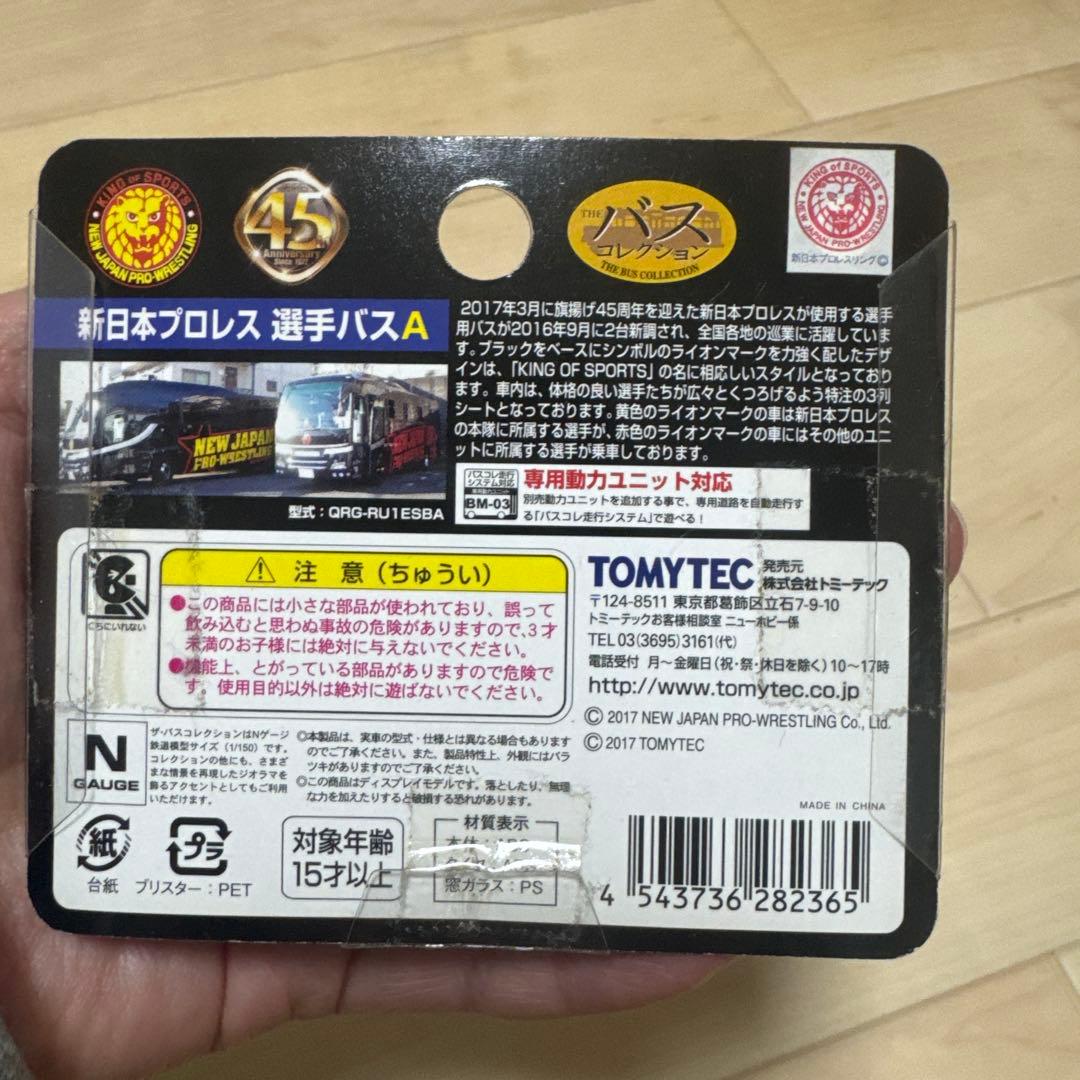 KING OF SPORTS
NEW JAPAN PRO-WRESTLING
45th
Anniversary
Since 1972
THE
バス
コレクション
THE BUS COLLECTION
KING of SPORTS
NEW JAPAN PRO-WRESTLING
新日本プロレスリング
新日本プロレス 選手バスA
NEW JAPAN
PRO-WRESTLING
型式：QRG-RU1ESBA
2017年3月に旗揚げ45周年を迎えた新日本プロレスが使用する選手
用バスが2016年9月に2台新調され、全国各地の巡業に活躍していま
す。ブラックをベースにシンボルのライオンマークを力強く配したデザ
インは、「KING OF SPORTS」の名に相応しいスタイルとなっており
ます。車内は、体格の良い選手たちが広々とくつろげるよう特注の3列
シートとなっております。黄色のライオンマークの車は新日本プロレス
の本隊に所属する選手が、赤色のライオンマークの車にはその他のユニ
ットに所属する選手が乗車しております。
バスコレ走行
システム対応
専用動力ユニット
BM-03
専用動力ユニット対応
別売動力ユニットを追加する事で、専用道路を自動走行す
る「バスコレ走行システム」で遊べる！
くちにいれない
注 意（ちゅうい）
●この商品には小さな部品が使われており、誤って
飲み込むと思わぬ事故の危険がありますので、3才
未満のお子様には絶対に与えないでください。
●機能上、とがっている部品がありますので危険で
す。使用目的以外は絶対に遊ばないでください。
TOMYTEC 発売元
株式会社トミーテック
〒124-8511 東京都葛飾区立石7-9-10
トミーテックお客様相談室 ニューホビー係
TEL 03(3695)3161(代)
電話受付 月～金曜日（祝・祭・休日を除く）10～17時
http://www.tomytec.co.jp
© 2017 NEW JAPAN PRO-WRESTLING Co., Ltd.
© 2017 TOMYTEC
N
GAUGE
ザ・バスコレクションはNゲージ
鉄道模型サイズ（1/150）です。
コレクションの他にも、さまざ
まな情景を再現したジオラマを
飾るアクセントとしてもご利用
いただけます。
◎本製品は、実車の型式・仕様とは異なる場合もあります
のでご了承ください。また、製品特性上、外観にはバラ
ツキがありますのでご了承ください。
◎この商品はディスプレイモデルです。落としたり、無理
な力を加えたりすると破損する恐れがあります。
MADE IN CHINA
紙
台紙
プラ
ブリスター：PET
対象年齢
15才以上
材質表示
本体：ABS
窓ガラス：PS
4 543736 282365